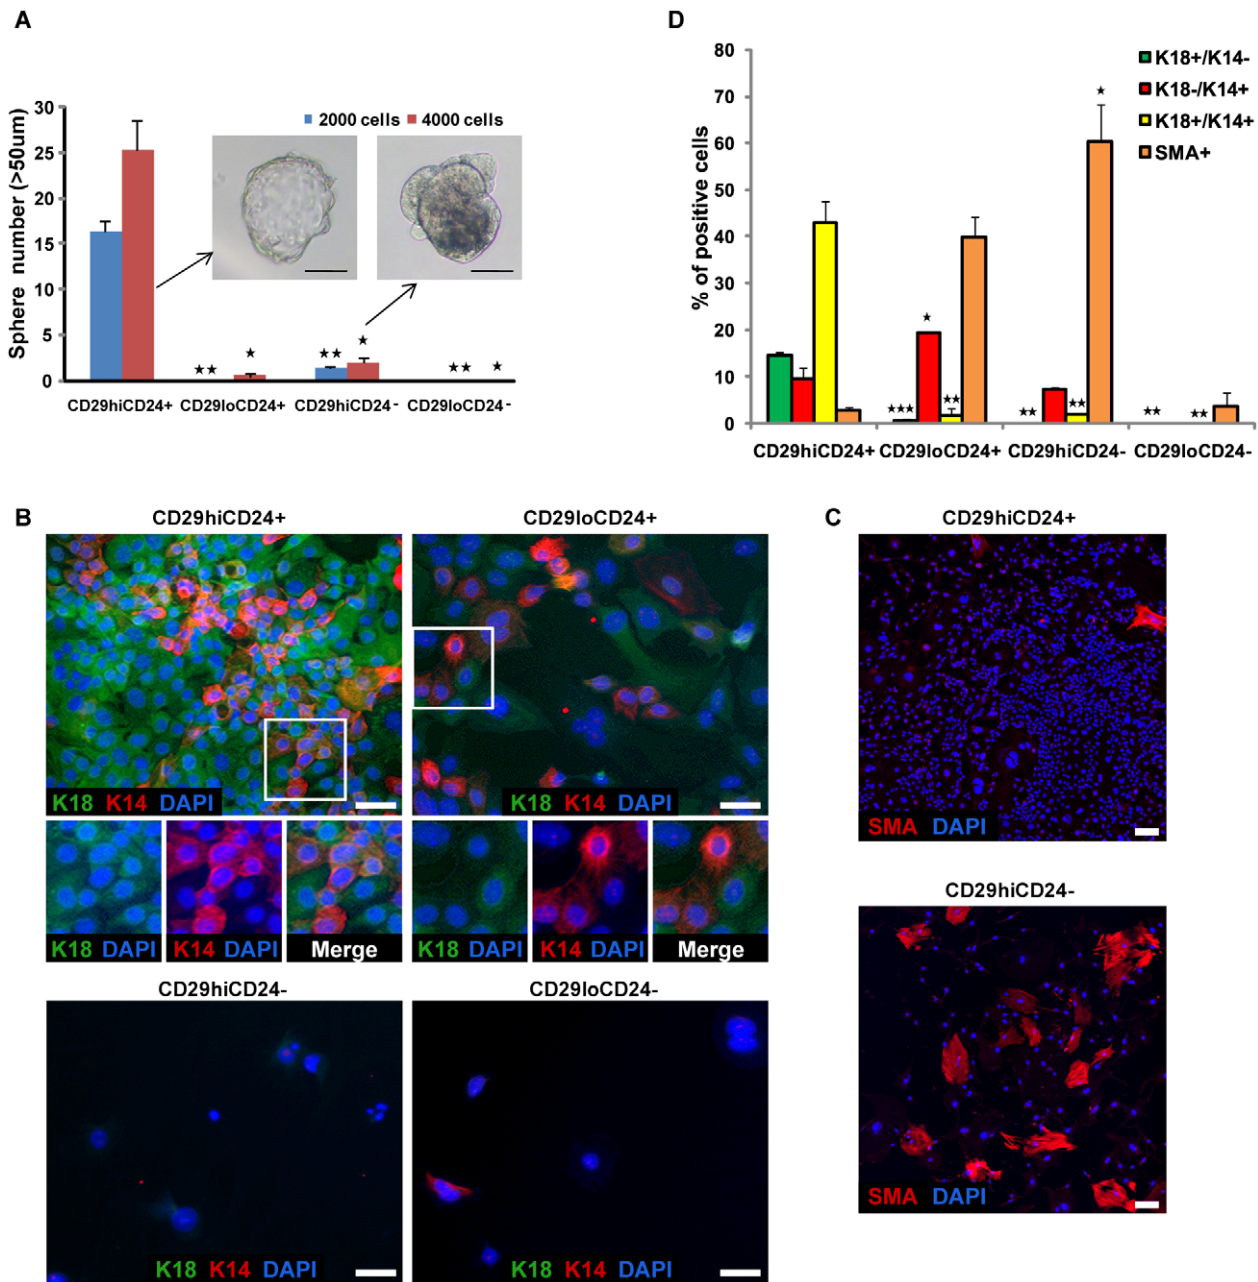 A
Sphere number (>50um)
30
25
20
15
10
5
0
2000 cells 4000 cells
★★ ★ ★★ ★ ★★ ★
CD29hiCD24+ CD29loCD24+ CD29hiCD24- CD29loCD24-
D
% of positive cells
80
70
60
50
40
30
20
10
0
K18+/K14-
K18-/K14+
K18+/K14+
SMA+
★★★ ★ ★★ ★★ ★★ ★ ★★ ★★
CD29hiCD24+ CD29loCD24+ CD29hiCD24- CD29loCD24-
B
CD29hiCD24+
CD29loCD24+
K18 K14 DAPI
K18 K14 DAPI
K18 DAPI
K14 DAPI
Merge
K18 DAPI
K14 DAPI
Merge
CD29hiCD24-
CD29loCD24-
K18 K14 DAPI
K18 K14 DAPI
C
CD29hiCD24+
SMA DAPI
CD29hiCD24-
SMA DAPI